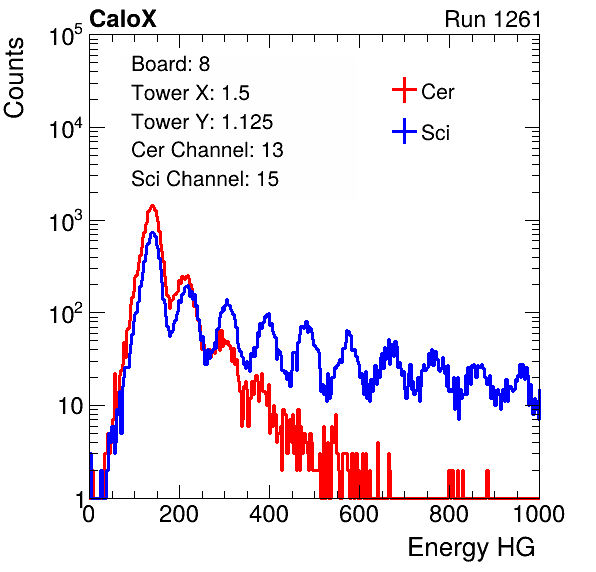 CaloX Run 1261
Counts
Board: 8
Tower X: 1.5
Tower Y: 1.125
Cer Channel: 13
Sci Channel: 15
Cer
Sci
10^5
10^4
10^3
10^2
10
1
0 200 400 600 800 1000
Energy HG